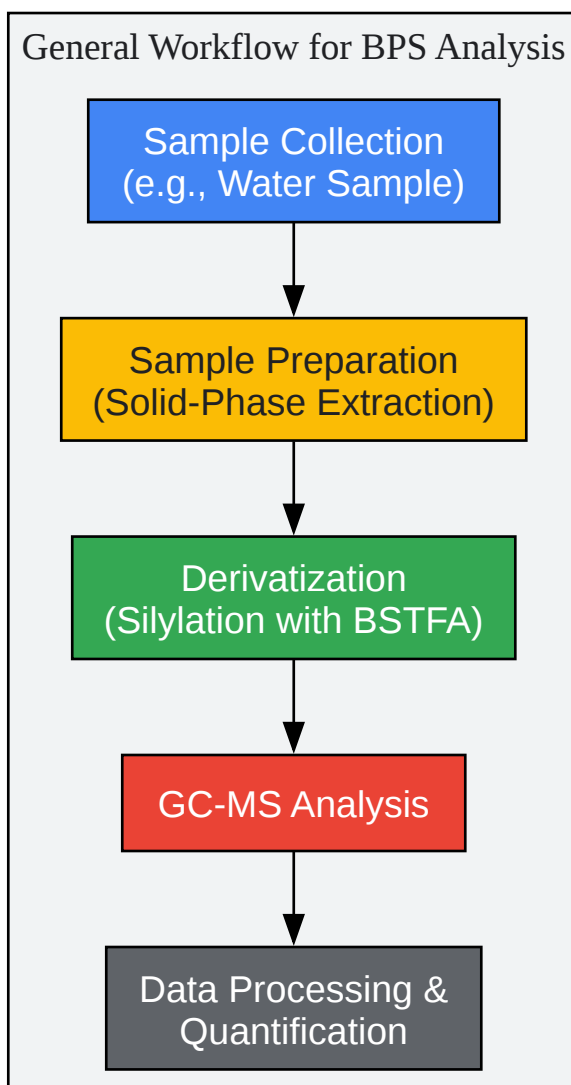 General Workflow for BPS Analysis
Sample Collection
(e.g., Water Sample)
Sample Preparation
(Solid-Phase Extraction)
Derivatization
(Silylation with BSTFA)
GC-MS Analysis
Data Processing &
Quantification